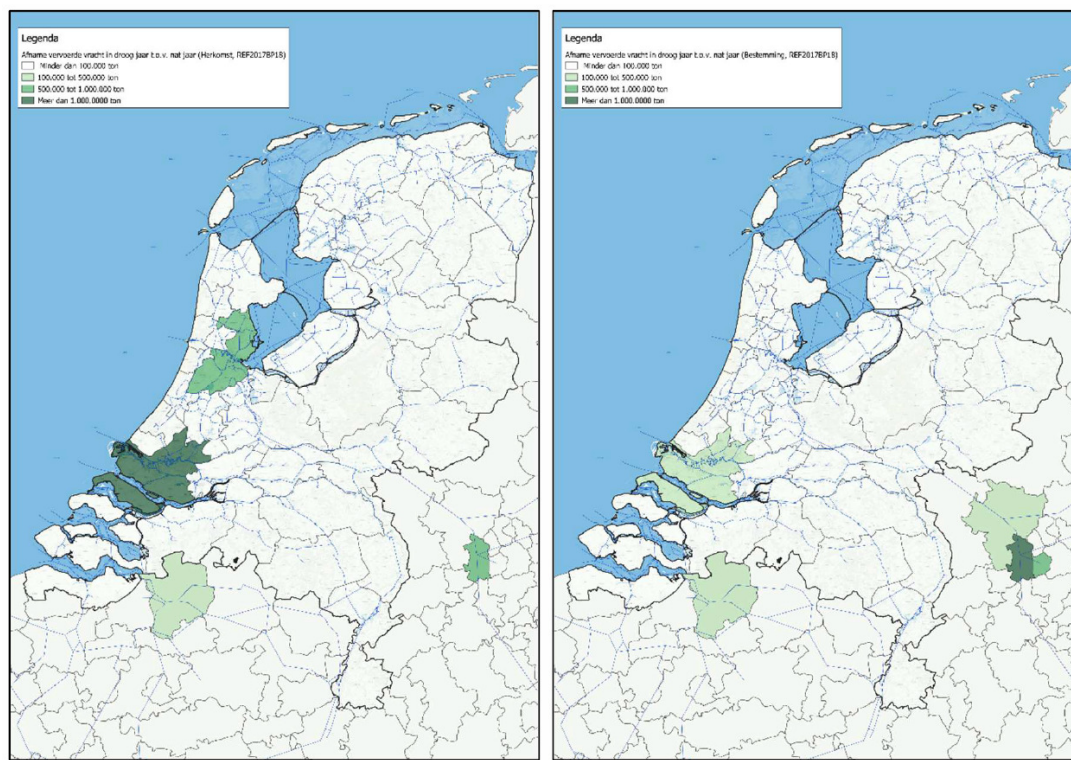 Legenda
Afname vervoerde vracht in droog jaar t.o.v. nat jaar (Herkomst, REF2017BP18)
Minder dan 100.000 ton
100.000 tot 500.000 ton
500.000 tot 1.000.000 ton
Meer dan 1.000.0000 ton
Legenda
Afname vervoerde vracht in droog jaar t.o.v. nat jaar (Bestemming, REF2017BP18)
Minder dan 100.000 ton
100.000 tot 500.000 ton
500.000 tot 1.000.000 ton
Meer dan 1.000.0000 ton